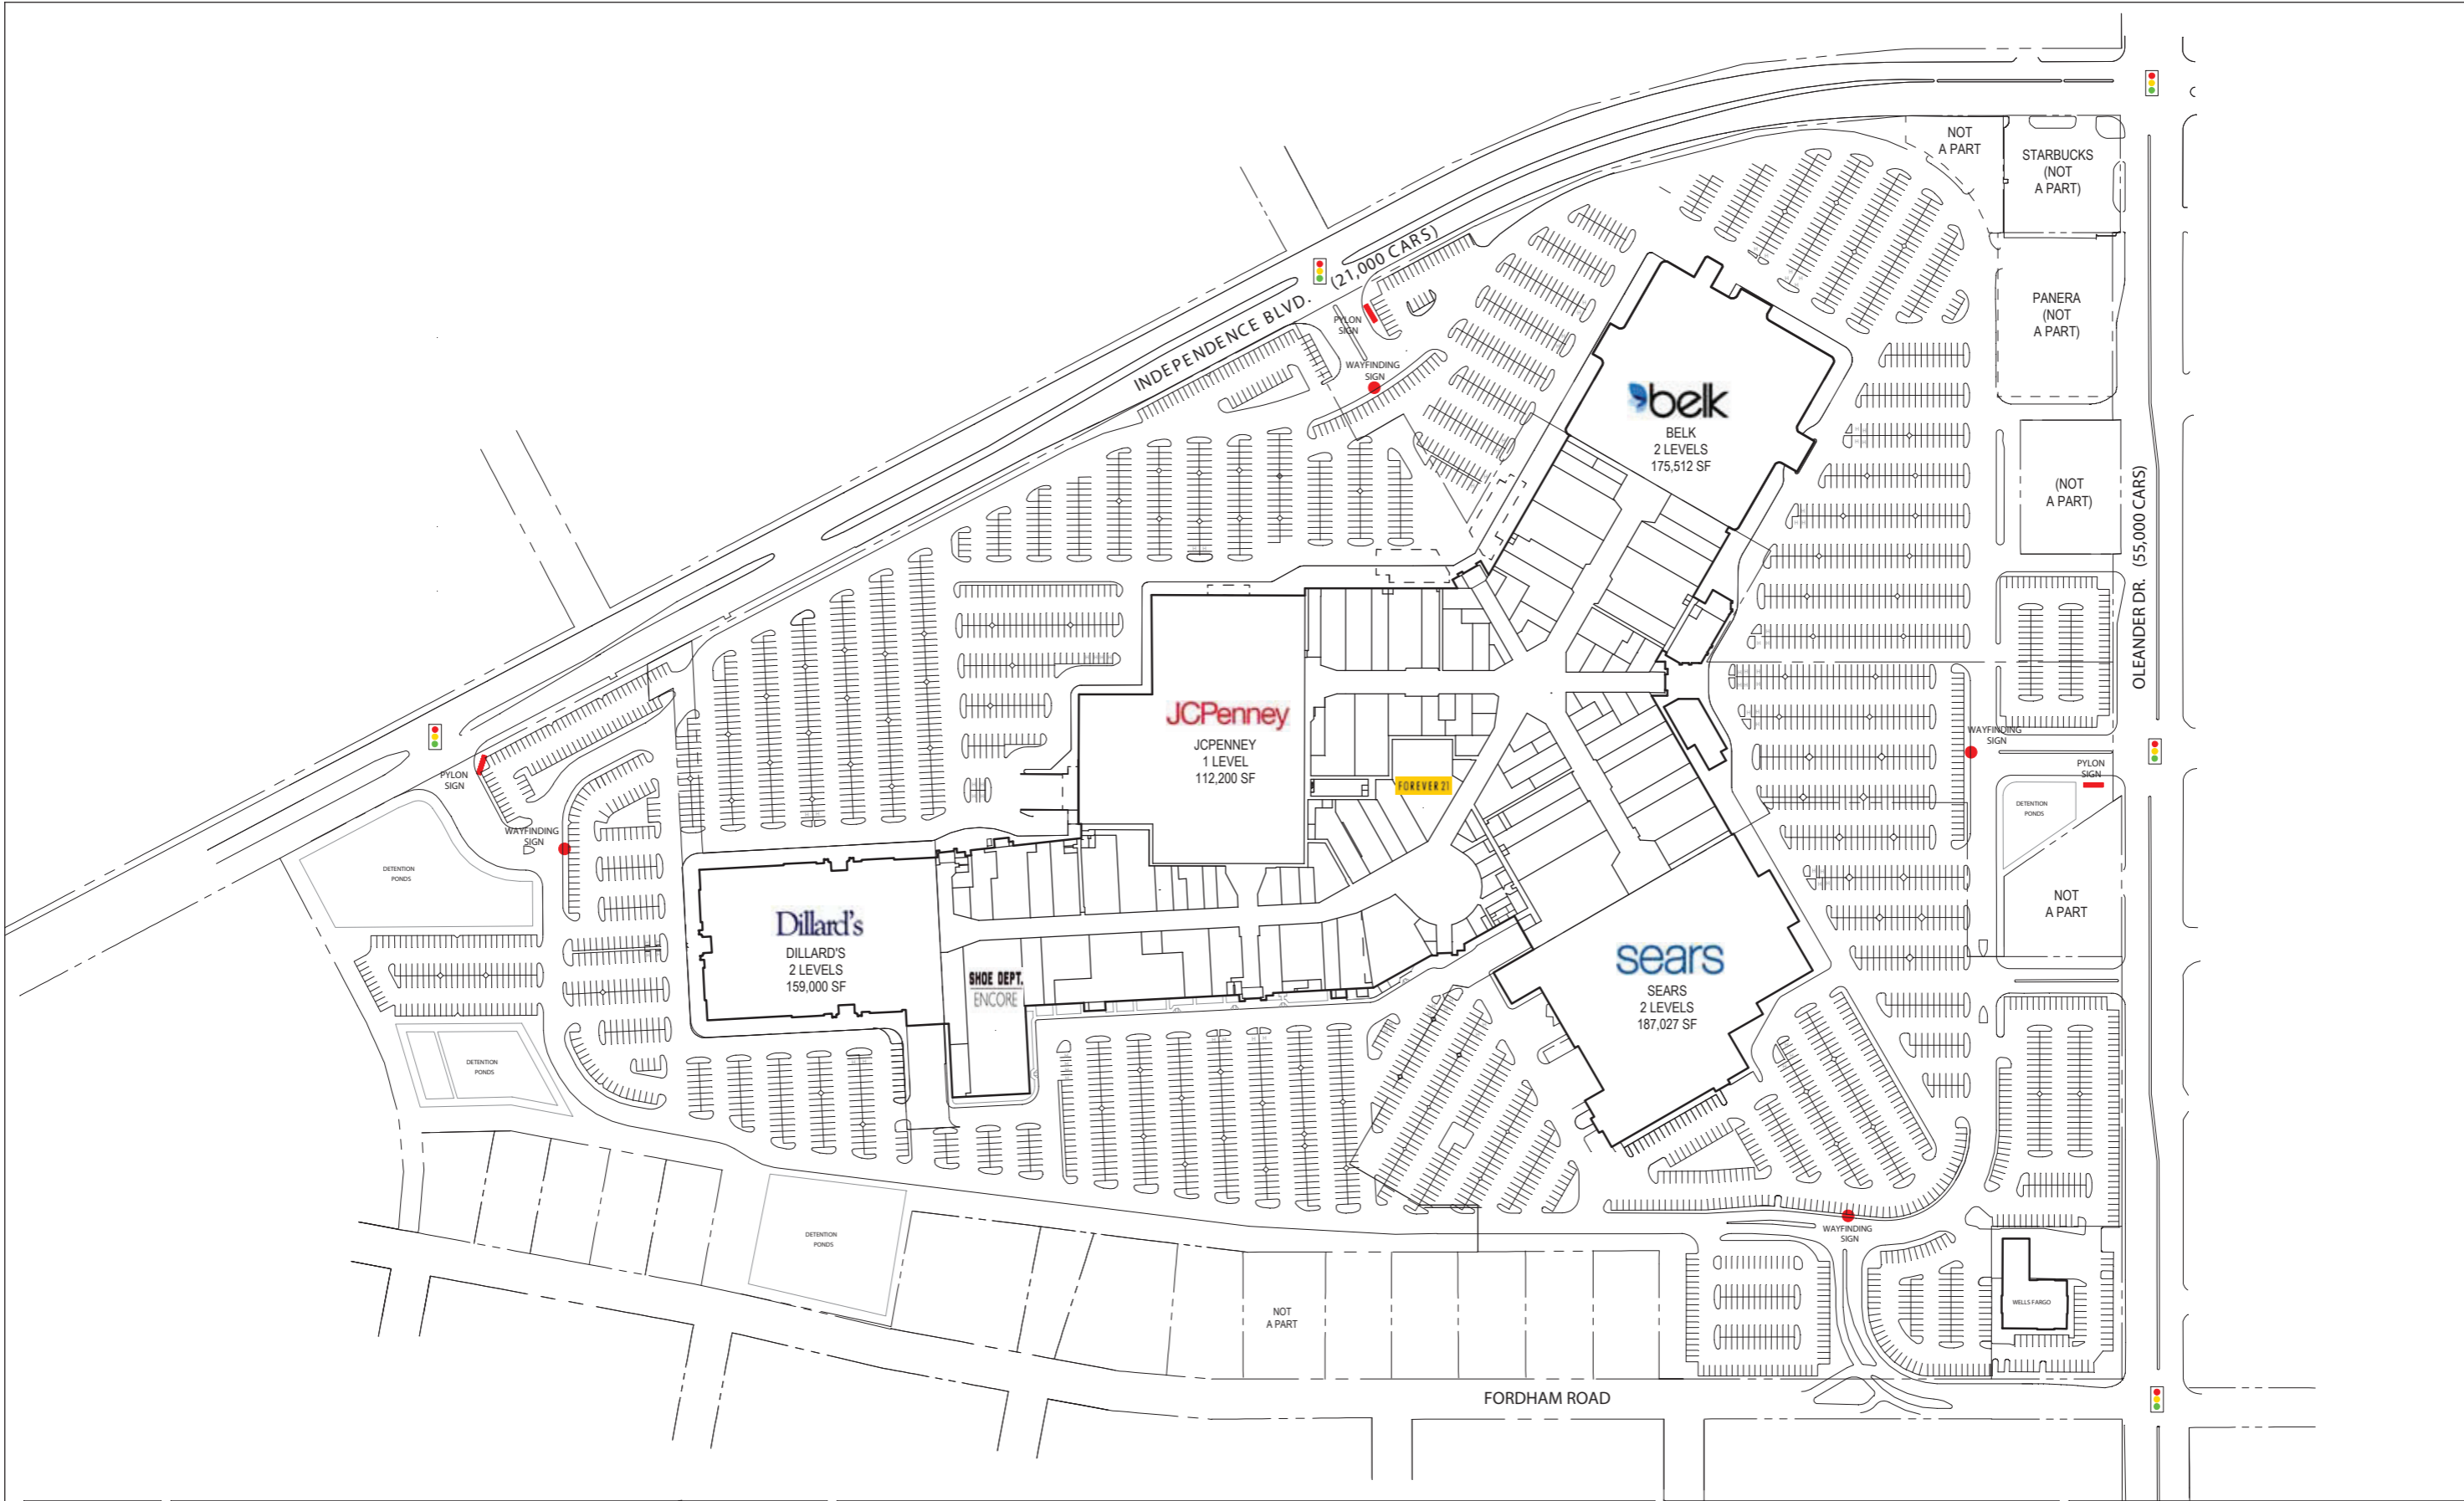 NOT
A PART
STARBUCKS
(NOT
A PART)
INDEPENDENCE BLVD. (21,000 CARS)
PANERA
(NOT
A PART)
PYLON
SIGN
WAYFINDING
SIGN
belk
BELK
2 LEVELS
175,512 SF
(NOT
A PART)
OLEANDER DR. (55,000 CARS)
JCPenney
JCPENNEY
1 LEVEL
112,200 SF
FOREVER 21
WAYFINDING
SIGN
PYLON
SIGN
DETENTION
PONDS
NOT
A PART
PYLON
SIGN
WAYFINDING
SIGN
DETENTION
PONDS
Dillard's
DILLARD'S
2 LEVELS
159,000 SF
SHOE DEPT.
ENCORE
sears
SEARS
2 LEVELS
187,027 SF
DETENTION
PONDS
DETENTION
PONDS
WAYFINDING
SIGN
NOT
A PART
WELLS FARGO
FORDHAM ROAD